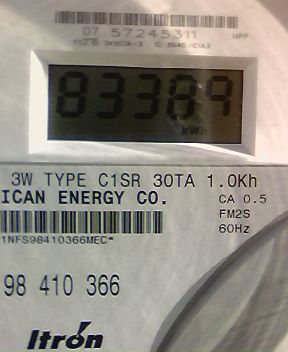 07 57245311 HPP
83389
kWh
3W TYPE C1SR 30TA 1.0Kh
ICAN ENERGY CO. CA 0.5
FM2S
1NFS98410366MEC* 60Hz
98 410 366
Itron